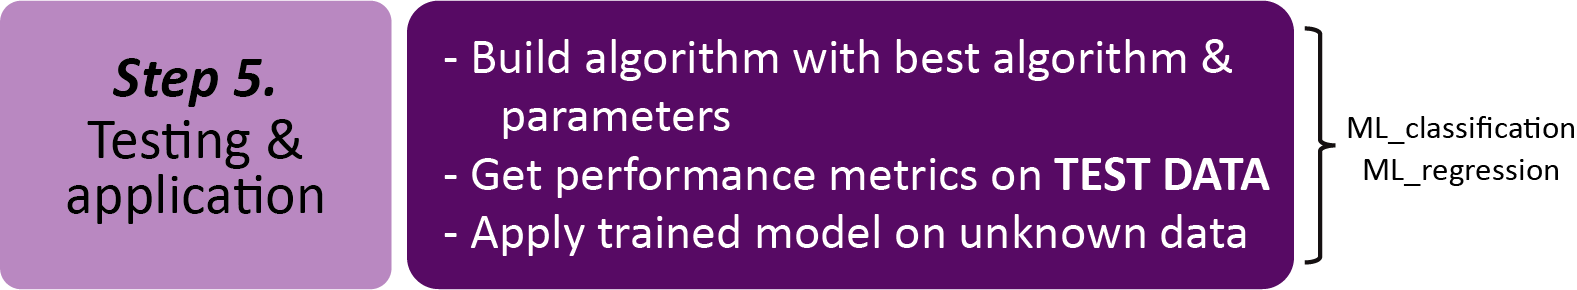 Step 5.
Testing &
application
- Build algorithm with best algorithm &
parameters
- Get performance metrics on TEST DATA
- Apply trained model on unknown data
ML_classification
ML_regression